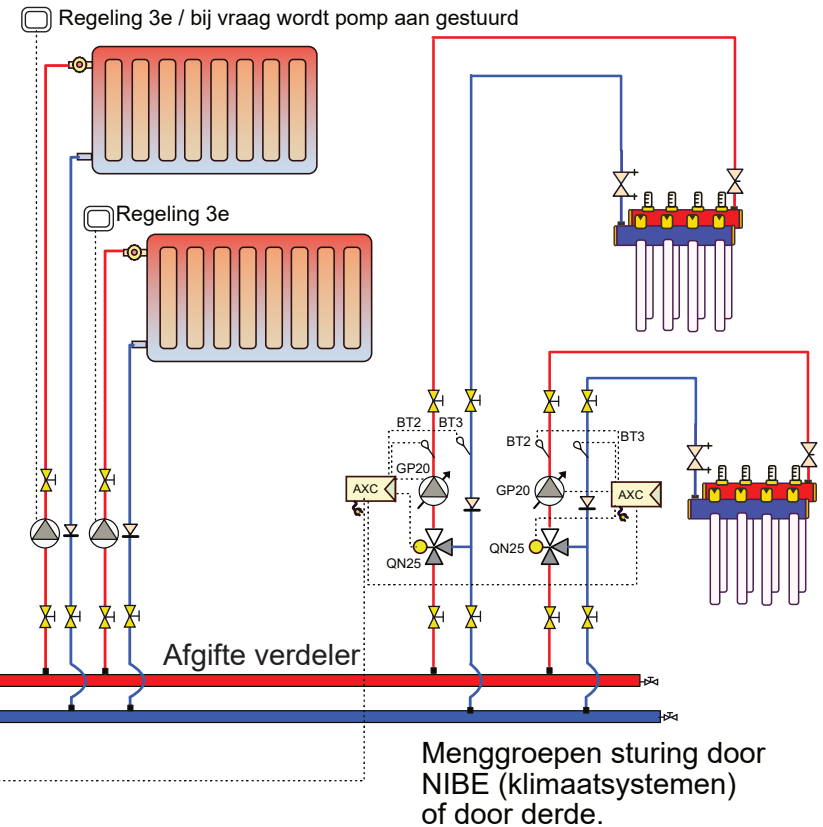 Regeling 3e / bij vraag wordt pomp aan gestuurd
Regeling 3e
BT2 BT3
GP20
AXC
QN25
BT2
BT3
GP20
AXC
QN25
Afgifte verdeler
Menggroepen sturing door
NIBE (klimaatsystemen)
of door derde.